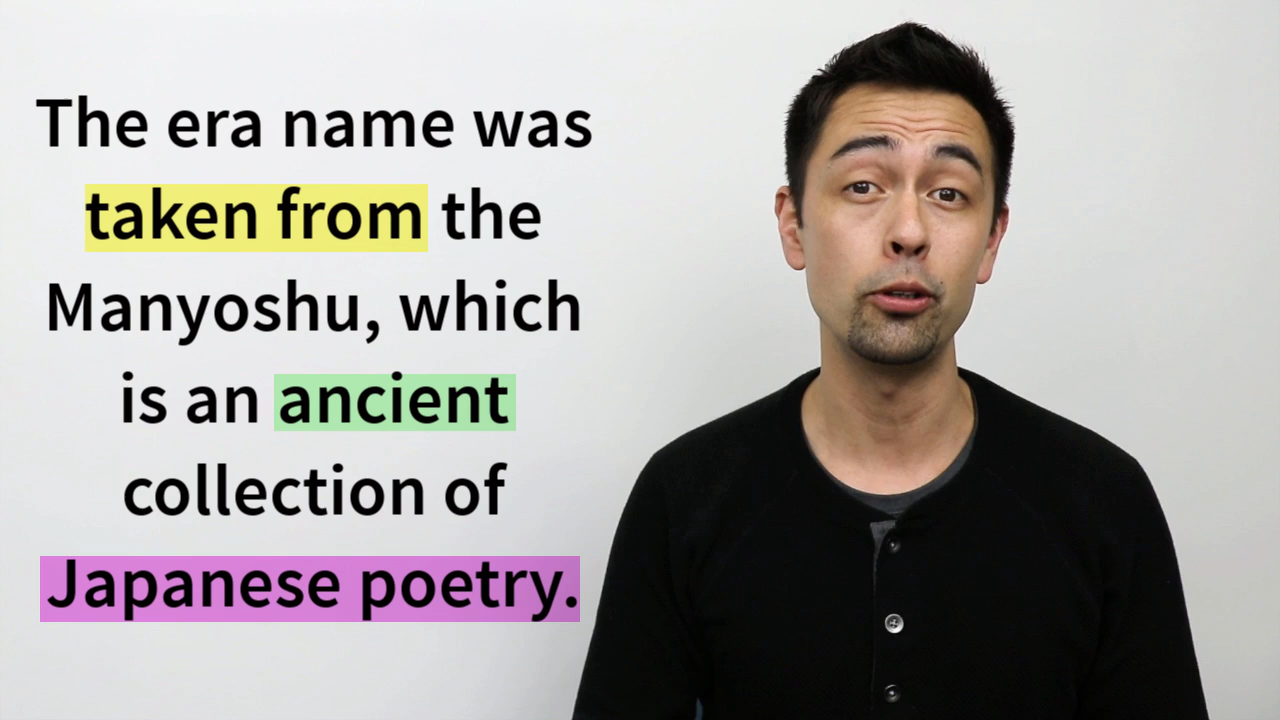 The era name was
taken from the
Manyoshu, which
is an ancient
collection of
Japanese poetry.